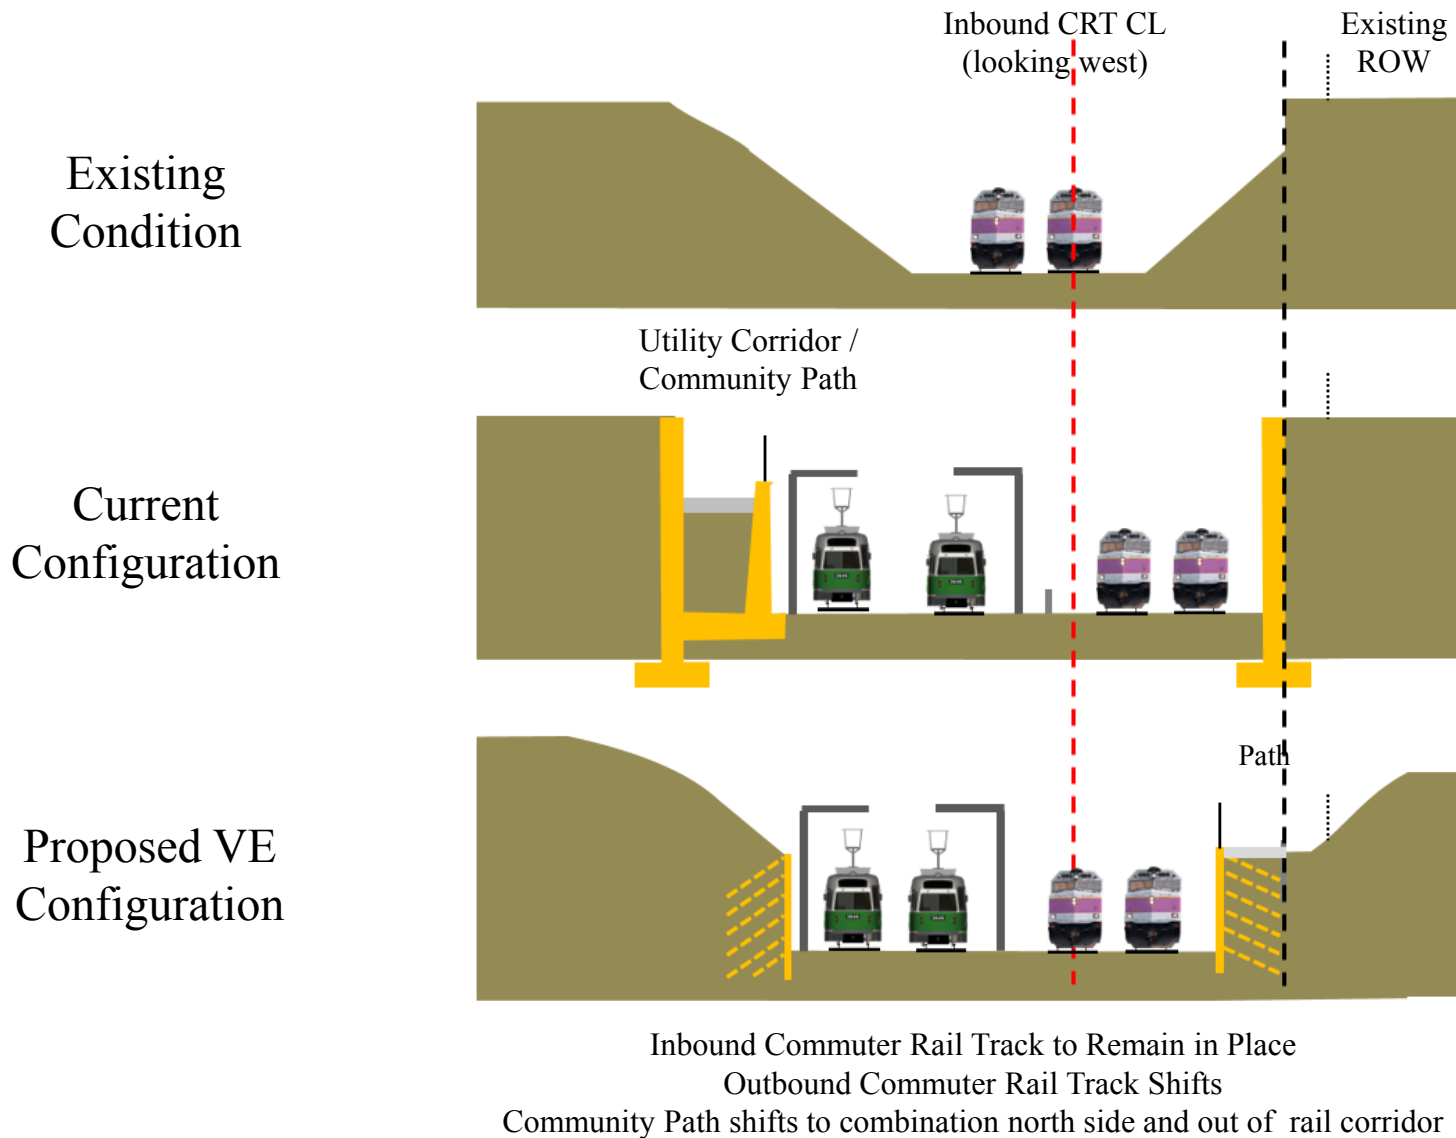 Inbound CRT CL
(looking west)
Existing
ROW
Existing
Condition
Utility Corridor /
Community Path
Current
Configuration
Path
Proposed VE
Configuration
Inbound Commuter Rail Track to Remain in Place
Outbound Commuter Rail Track Shifts
Community Path shifts to combination north side and out of rail corridor